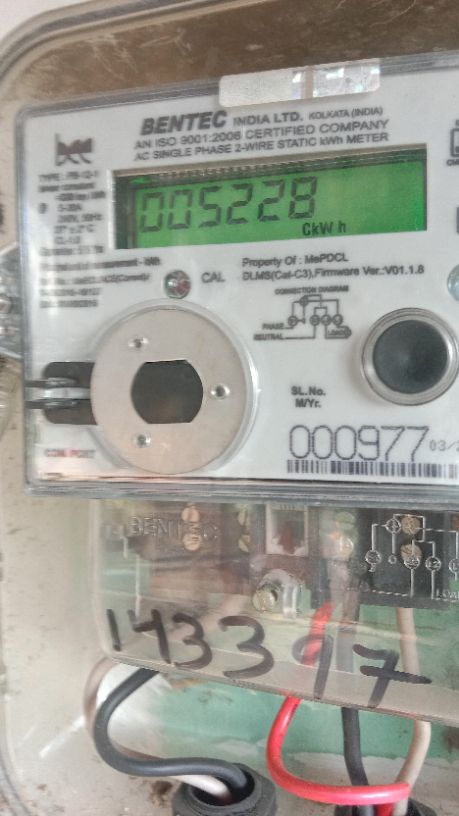 BENTEC INDIA LTD. KOLKATA (INDIA)
AN ISO 9001:2008 CERTIFIED COMPANY
AC SINGLE PHASE 2-WIRE STATIC kWh METER
005228
CkWh
Property Of : MePDCL
DLMS(Cat-C3),Firmware Ver.:V01.1.8
CAL
CONNECTION DIAGRAM
PHASE
NEUTRAL
LOAD
SL.No.
M/Yr.
COM.PORT
000977 03/
BENTEC
143397